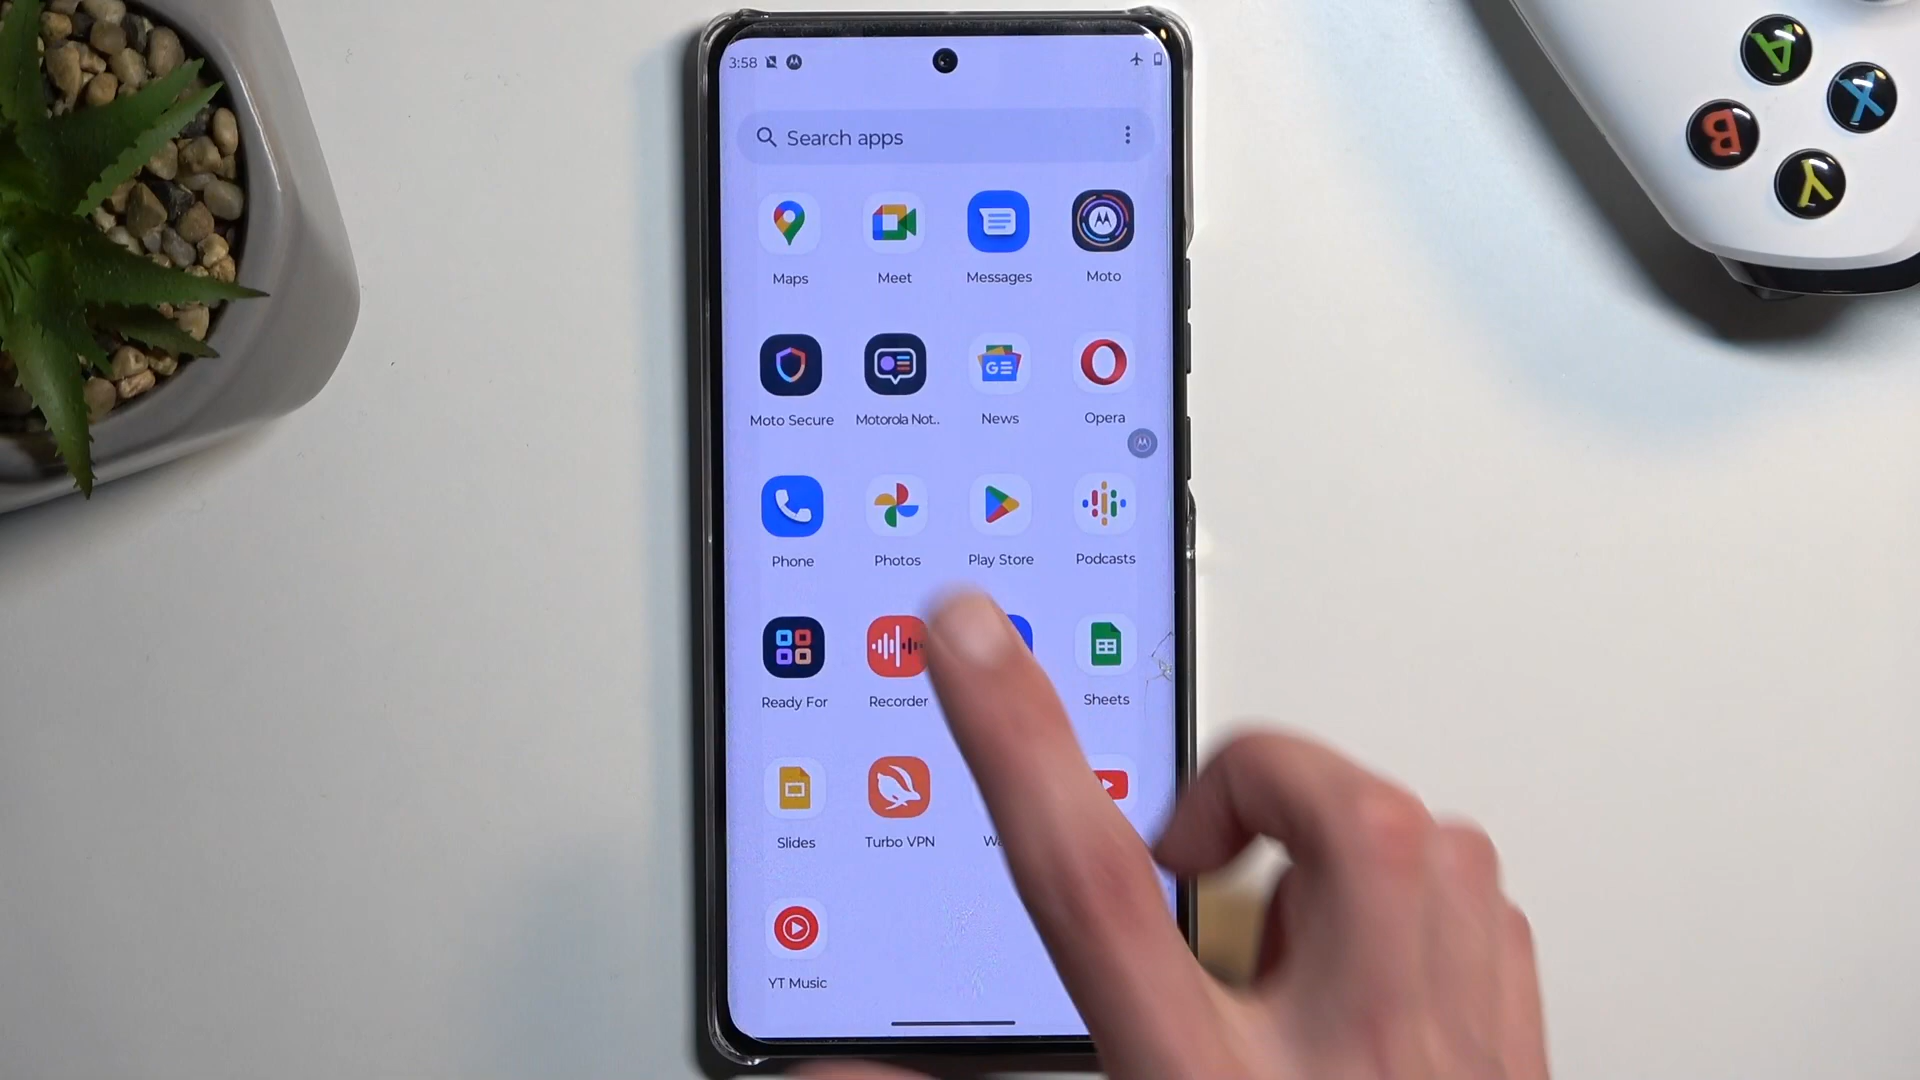 3:58
Search apps
Maps Meet Messages Moto
Moto Secure Motorola Not.. News Opera
GE
Phone Photos Play Store Podcasts
Ready For Recorder Sheets
Slides Turbo VPN
YT Music
A
X
B
Y